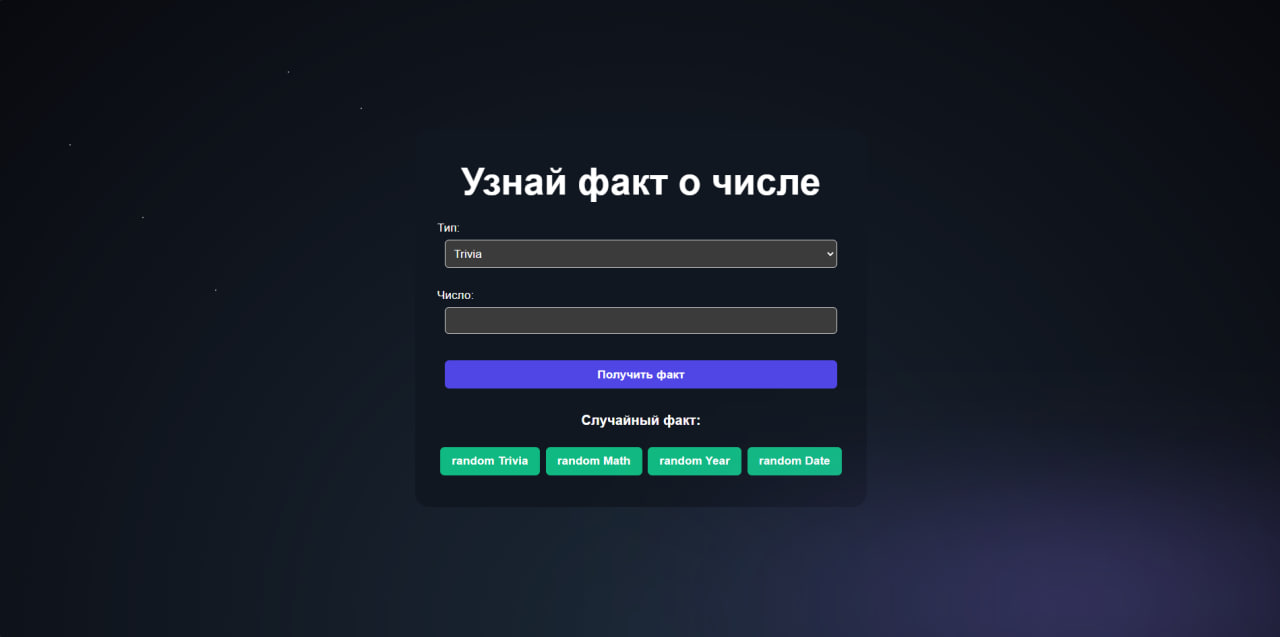 Узнай факт о числе
Тип:
Trivia
Число:
Получить факт
Случайный факт:
random Trivia random Math random Year random Date